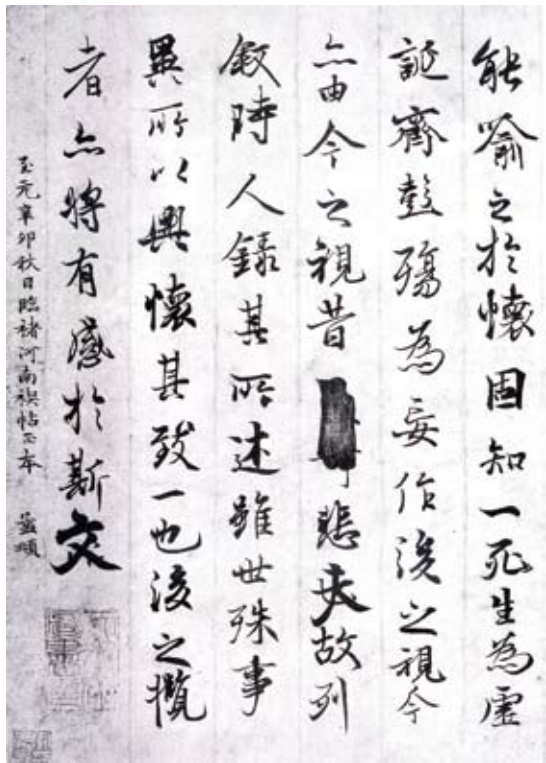 能喻之於懷固知一死生為虛
誕齊彭殤為妄作後之視今
亦由今之視昔悲夫故列
敘時人錄其所述雖世殊事
異所以興懷其致一也後之攬
者亦將有感於斯文
至元辛卯秋日臨褚河南禊帖正本